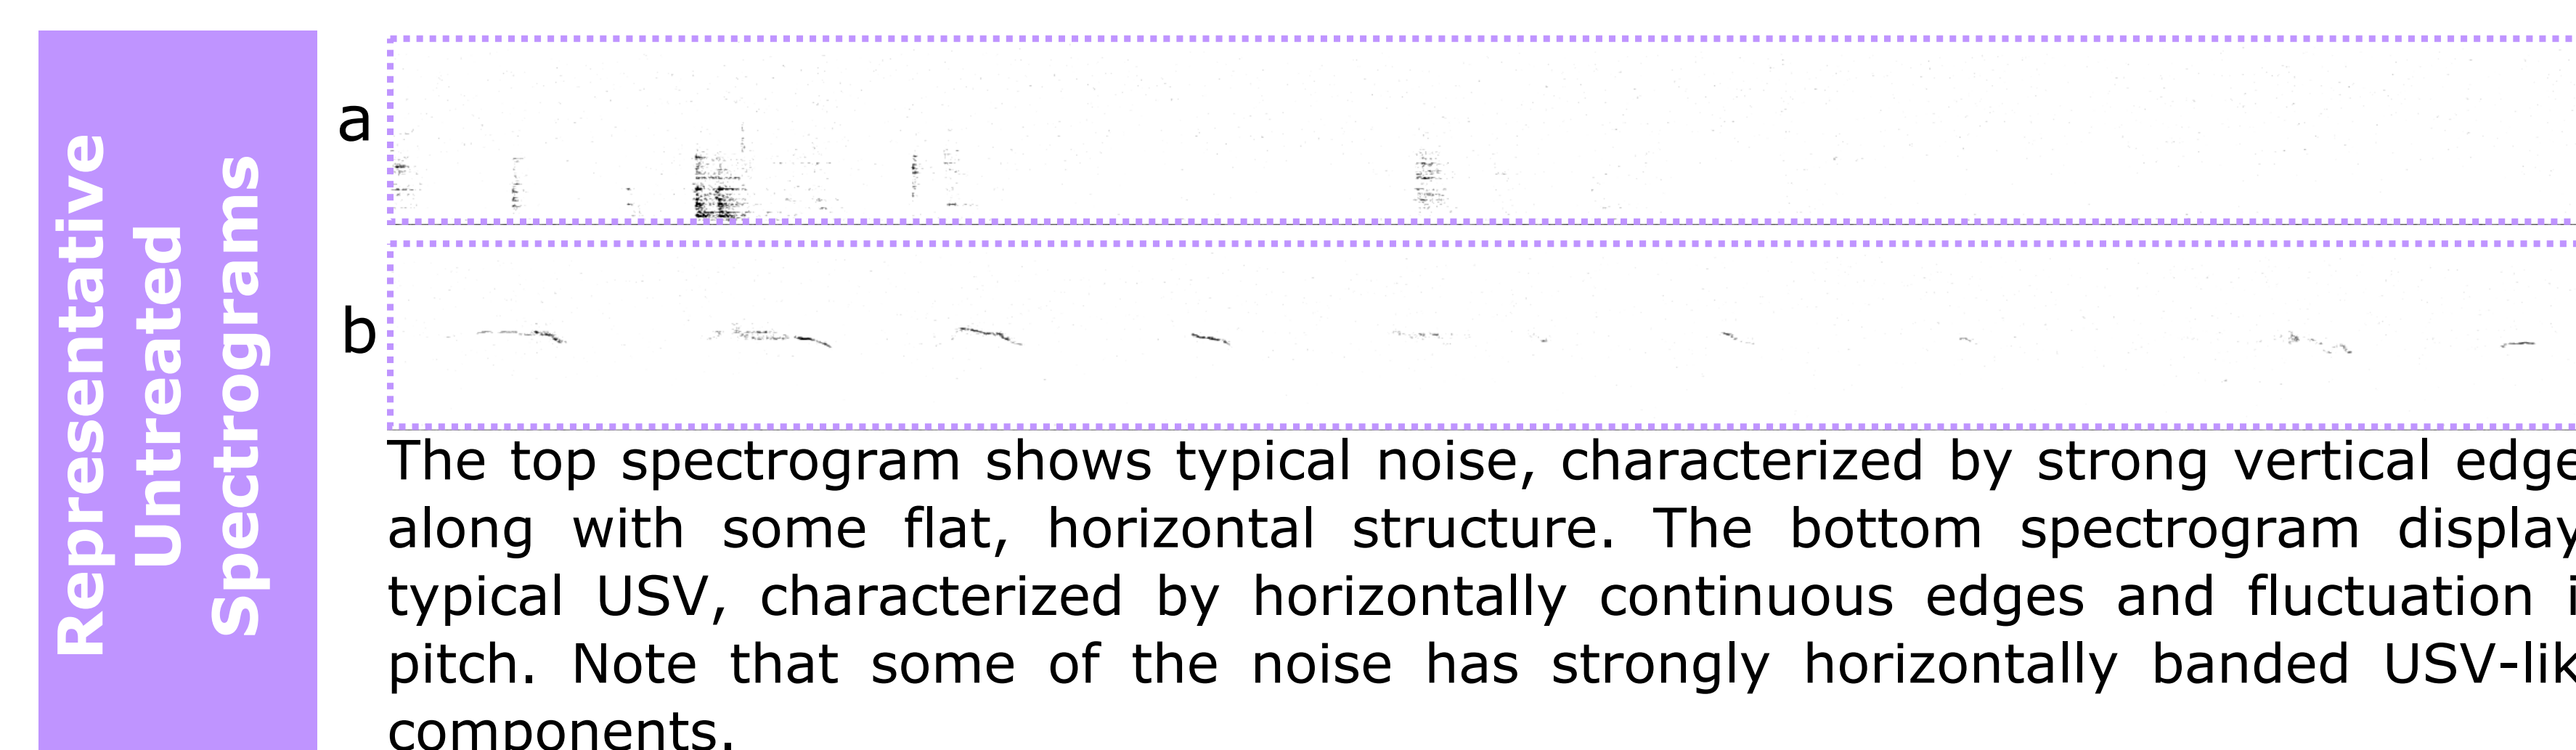 Representative
Untreated
Spectrograms
a
b
The top spectrogram shows typical noise, characterized by strong vertical edge
along with some flat, horizontal structure. The bottom spectrogram display
typical USV, characterized by horizontally continuous edges and fluctuation i
pitch. Note that some of the noise has strongly horizontally banded USV-lik
components.